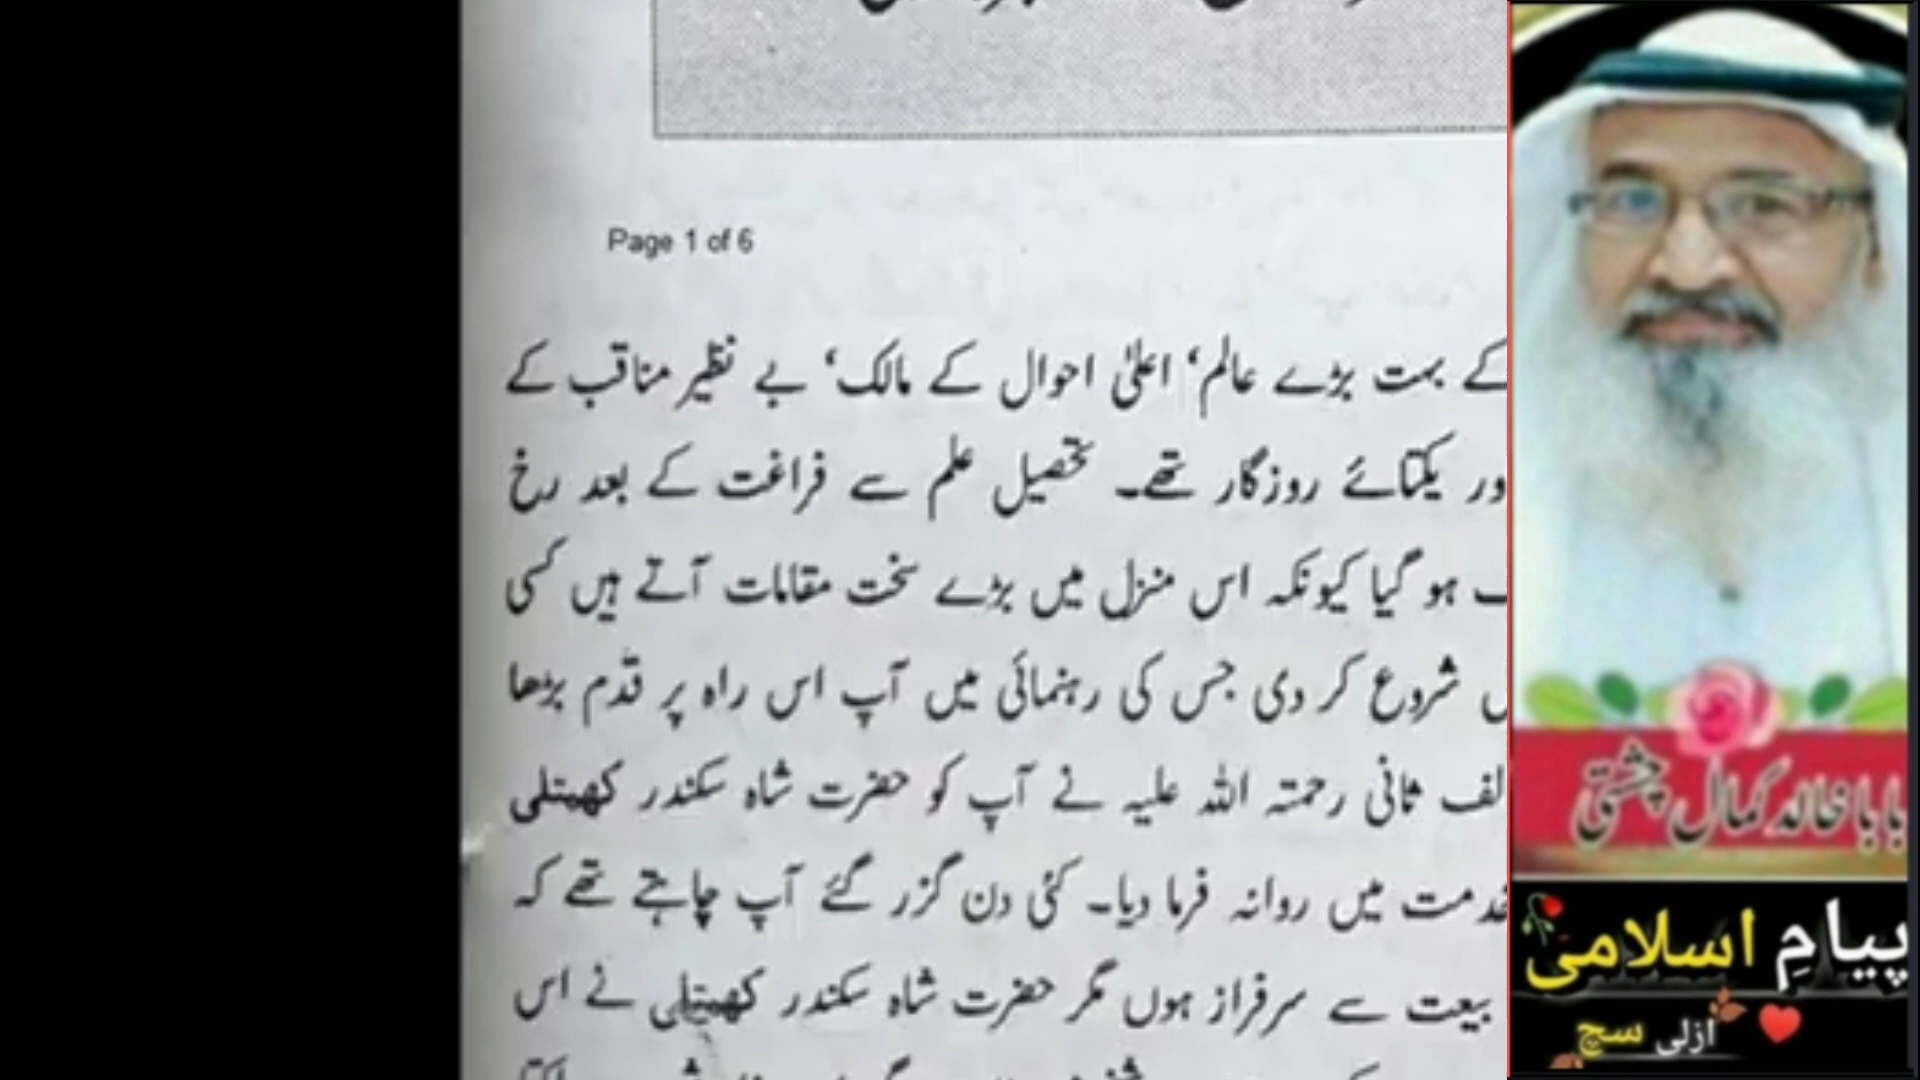 Page 1 of 6
کے بہت بڑے عالم‘ اعلیٰ احوال کے مالک‘ بے نظیر مناقب کے
ور یکتائے روزگار تھے۔ تحصیل علم سے فراغت کے بعد رخ
ہو گیا کیونکہ اس منزل میں بڑے سخت مقامات آتے ہیں کسی
شروع کر دی جس کی رہنمائی میں آپ اس راہ پر قدم بڑھا
لف ثانی رحمتہ اللہ علیہ نے آپ کو حضرت شاہ سکندر کھیتلی
خدمت میں روانہ فرما دیا۔ کئی دن گزر گئے آپ چاہتے تھے کہ
بیعت سے سرفراز ہوں مگر حضرت شاہ سکندر کھیتلی نے اس
بابا خالد کمال چشتی
پیامِ اسلامی
ازلی سچ